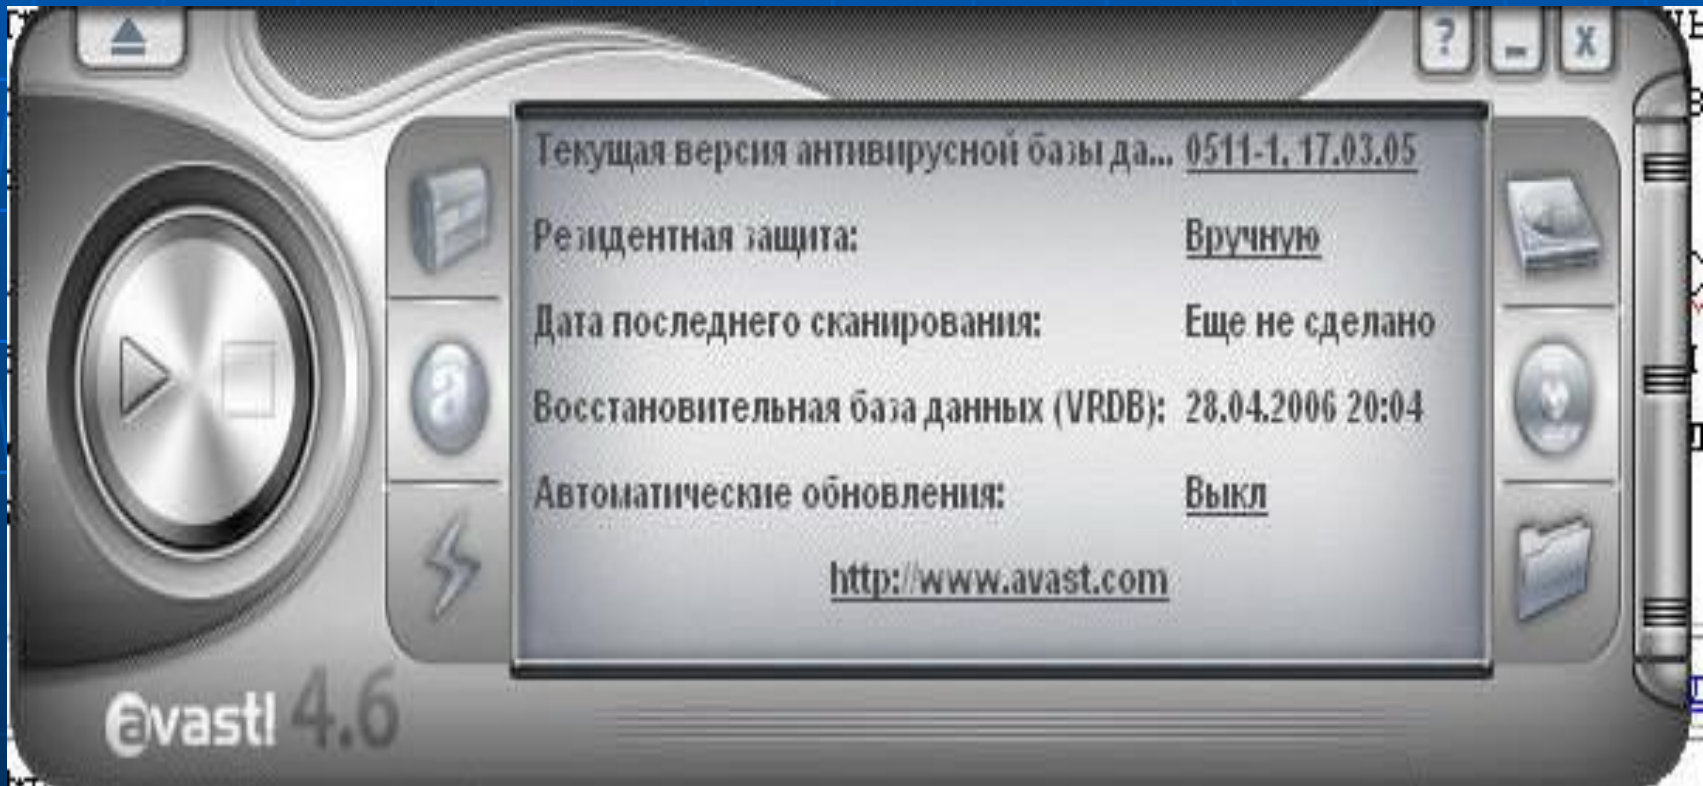 ? _ X
Текущая версия антивирусной базы да... 0511-1, 17.03.05
Резидентная защита: Вручную
Дата последнего сканирования: Еще не сделано
Восстановительная база данных (VRDB): 28.04.2006 20:04
Автоматические обновления: Выкл
http://www.avast.com
avast! 4.6